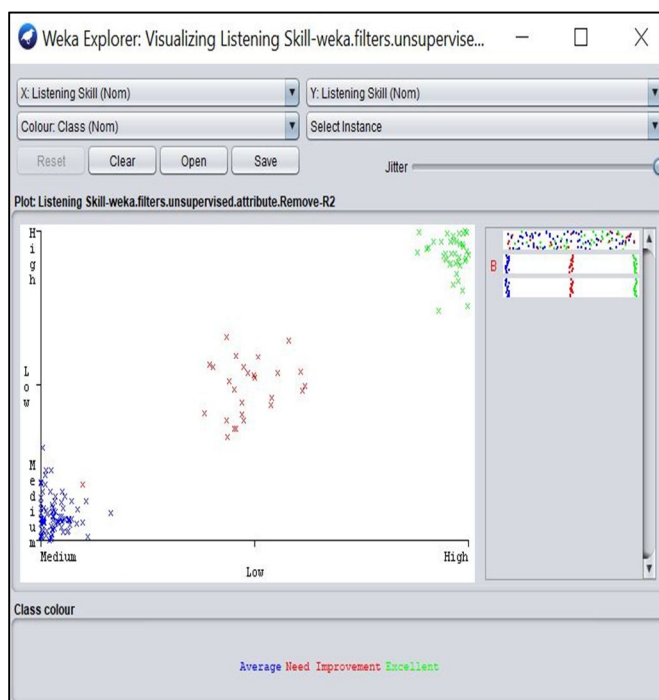 Weka Explorer: Visualizing Listening Skill-weka.filters.unsupervise...
X: Listening Skill (Nom) Y: Listening Skill (Nom)
Colour: Class (Nom) Select Instance
Reset Clear Open Save Jitter
Plot: Listening Skill-weka.filters.unsupervised.attribute.Remove-R2
High
Low
Medium
B
Medium Low High
Class colour
Average Need Improvement Excellent